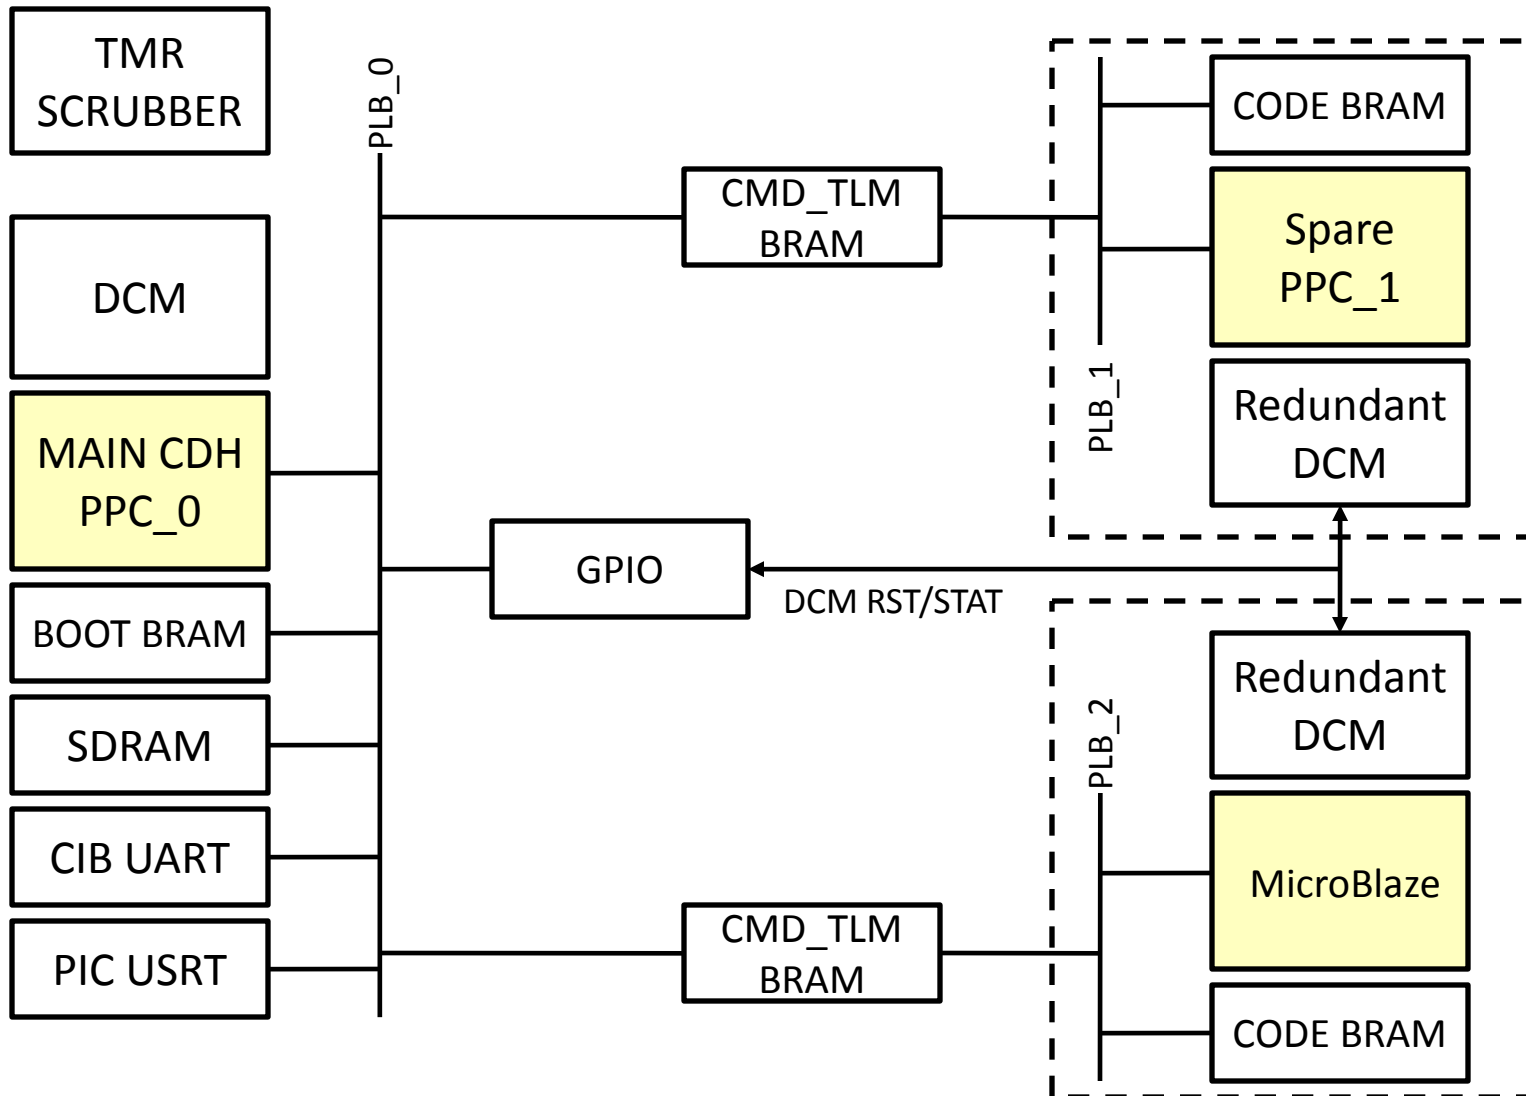 TMR
SCRUBBER
DCM
MAIN CDH
PPC_0
BOOT BRAM
SDRAM
CIB UART
PIC USRT
PLB_0
CMD_TLM
BRAM
GPIO
DCM RST/STAT
CMD_TLM
BRAM
PLB_1
CODE BRAM
Spare
PPC_1
Redundant
DCM
PLB_2
Redundant
DCM
MicroBlaze
CODE BRAM